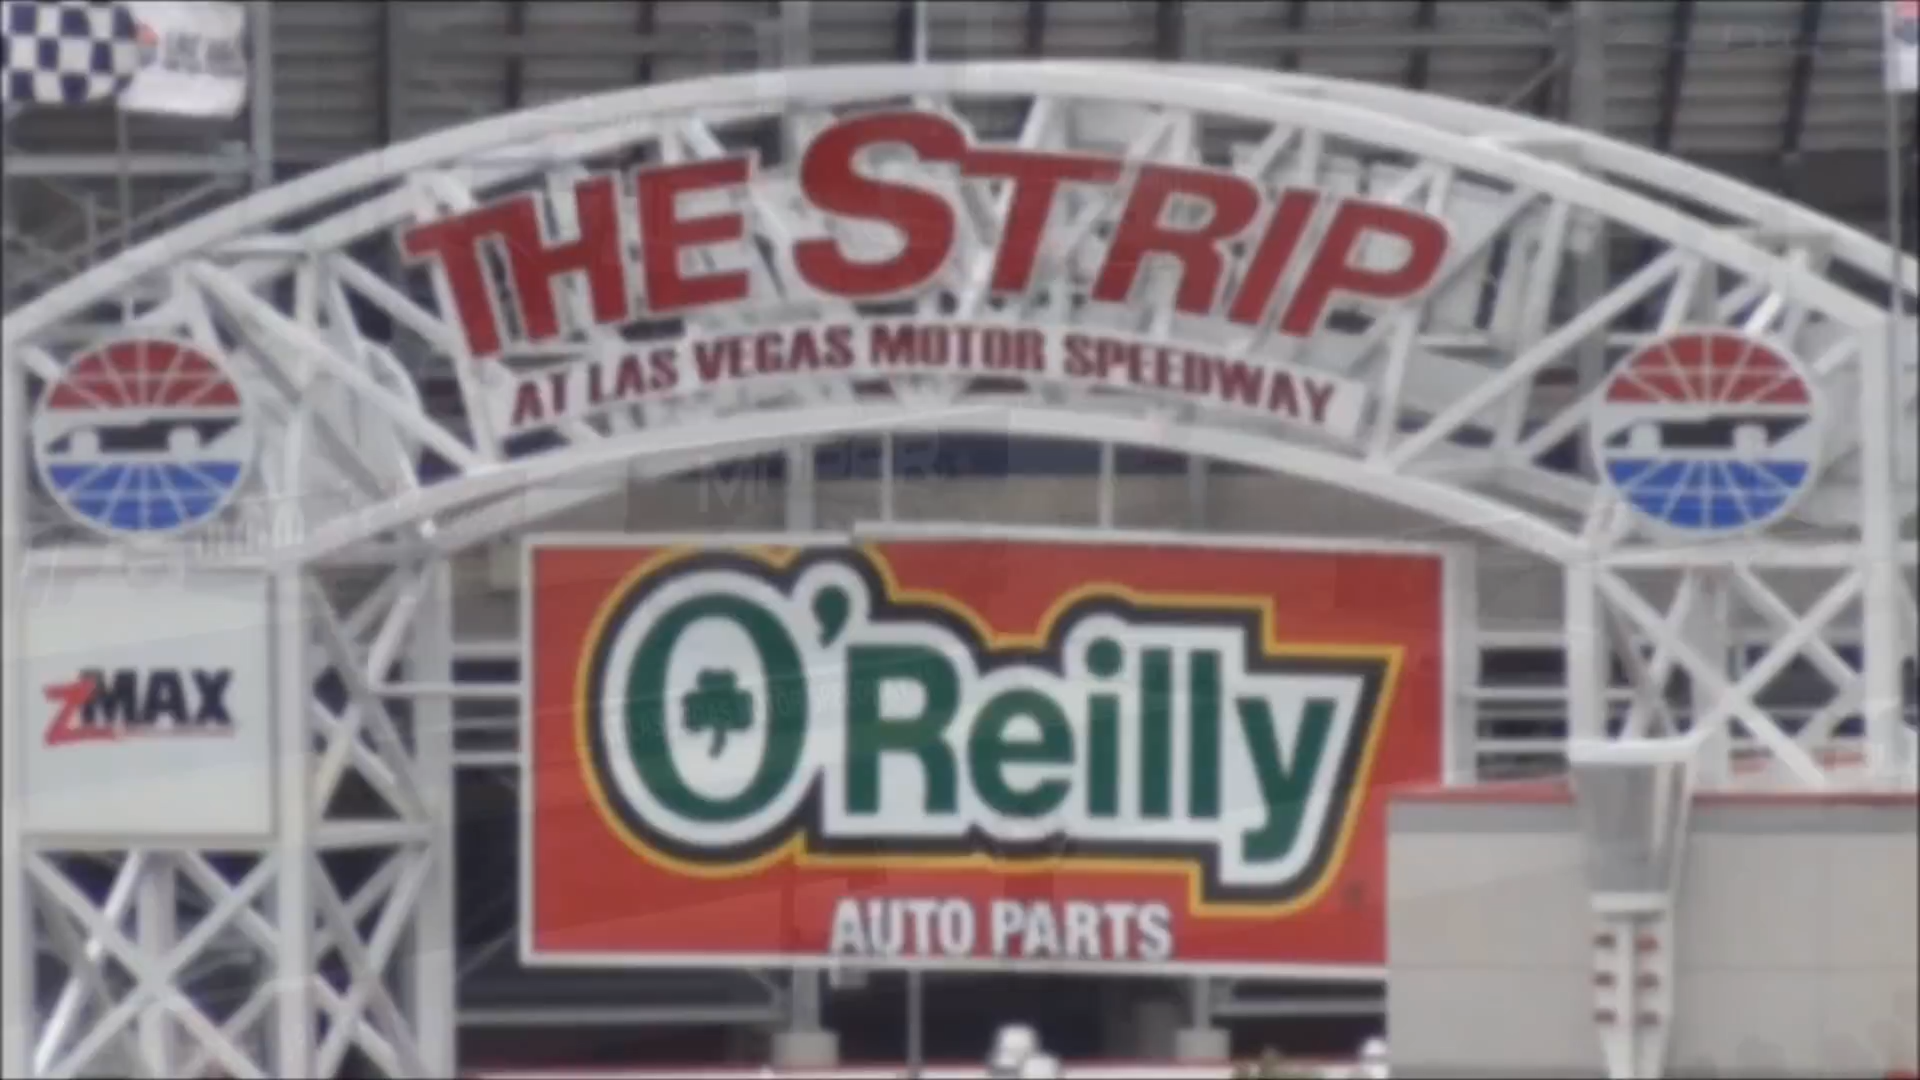 THE STRIP
AT LAS VEGAS MOTOR SPEEDWAY
zMAX
O'Reilly
AUTO PARTS